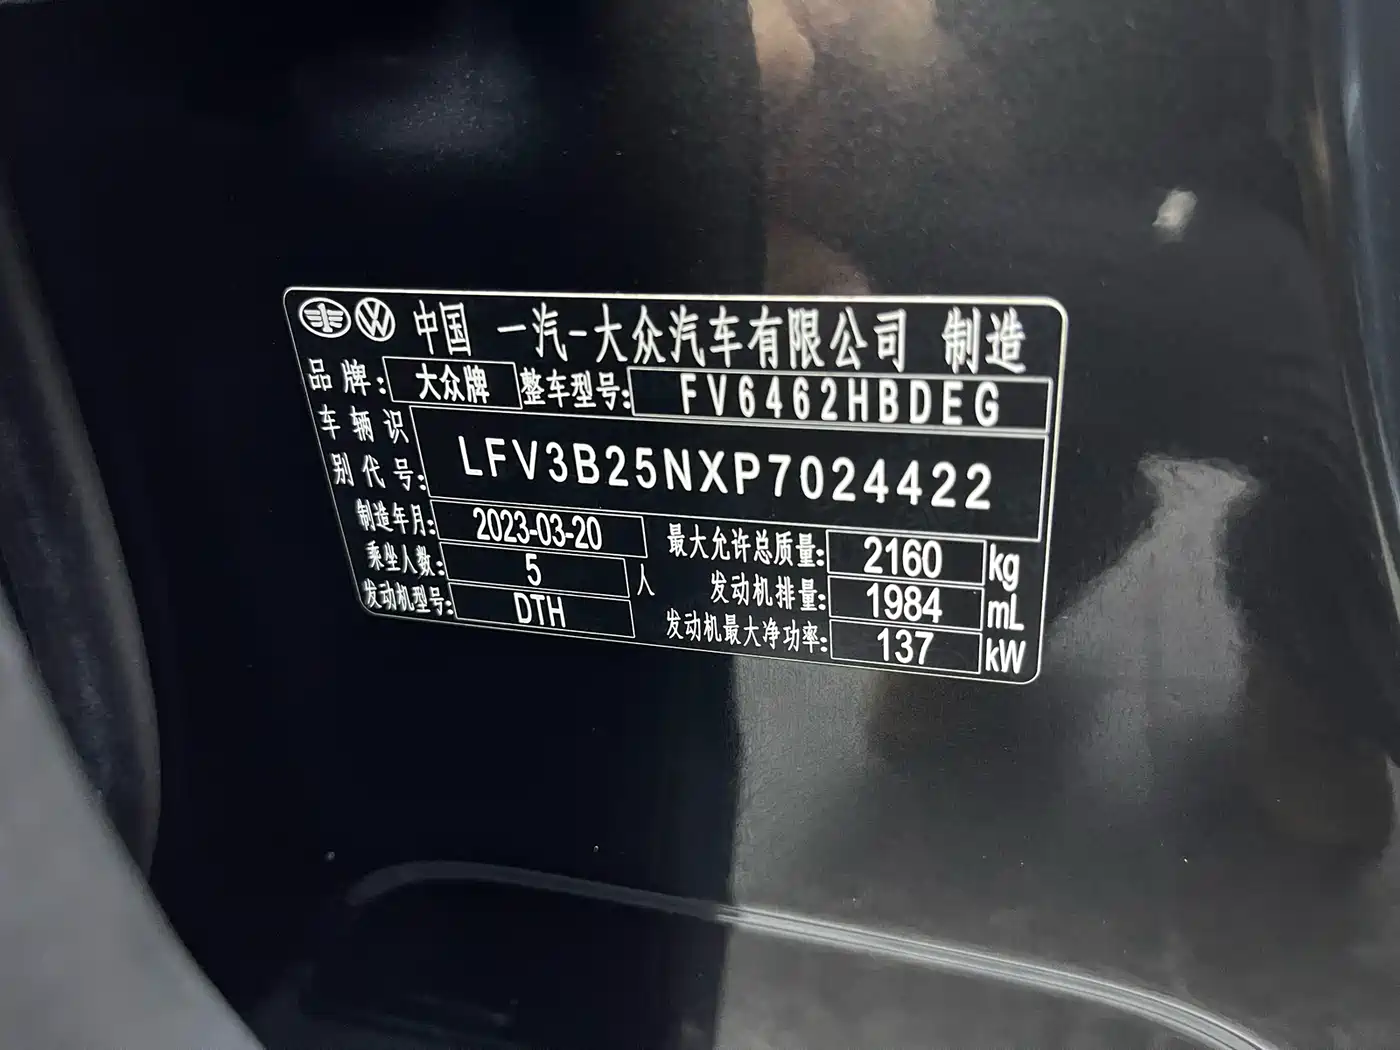 中国 一汽-大众汽车有限公司 制造
品牌: 大众牌 整车型号: FV6462HBDEG
车辆识别代号: LFV3B25NXP7024422
制造年月: 2023-03-20 最大允许总质量: 2160 kg
乘坐人数: 5 人 发动机排量: 1984 mL
发动机型号: DTH 发动机最大净功率: 137 kW